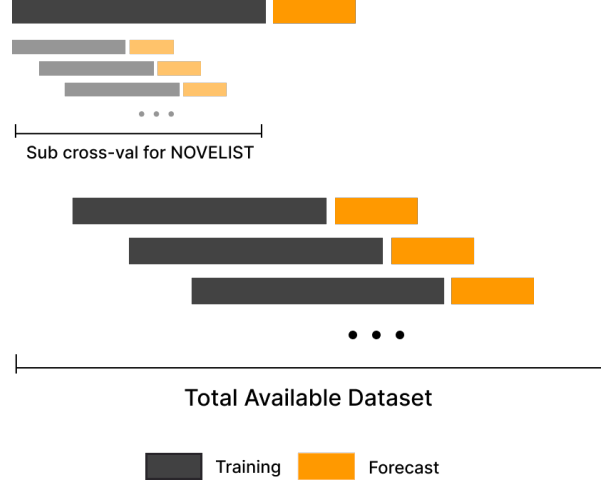 Sub cross-val for NOVELIST
Total Available Dataset
Training
Forecast